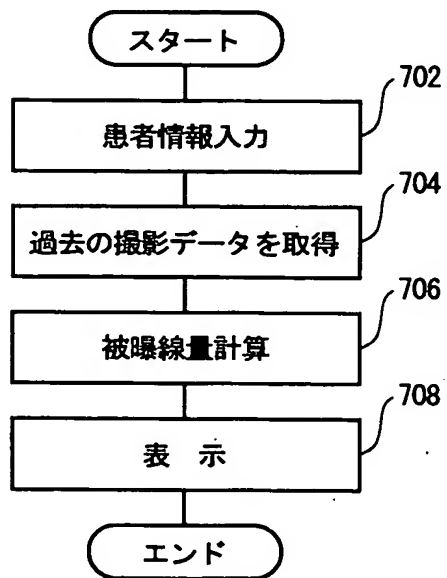 スタート
702
患者情報入力
704
過去の撮影データを取得
706
被曝線量計算
708
表 示
エンド